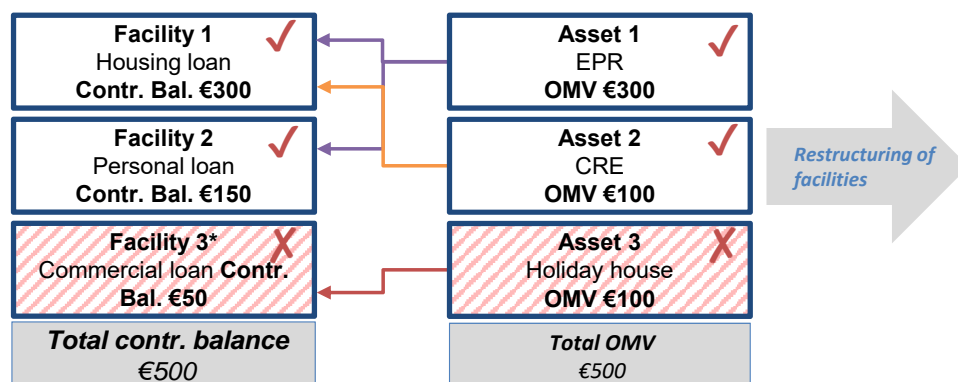 Facility 1
Housing loan
Contr. Bal. €300
Asset 1
EPR
OMV €300
Facility 2
Personal loan
Contr. Bal. €150
Asset 2
CRE
OMV €100
Restructuring of
facilities
Facility 3*
Commercial loan Contr.
Bal. €50
Asset 3
Holiday house
OMV €100
Total contr. balance
€500
Total OMV
€500